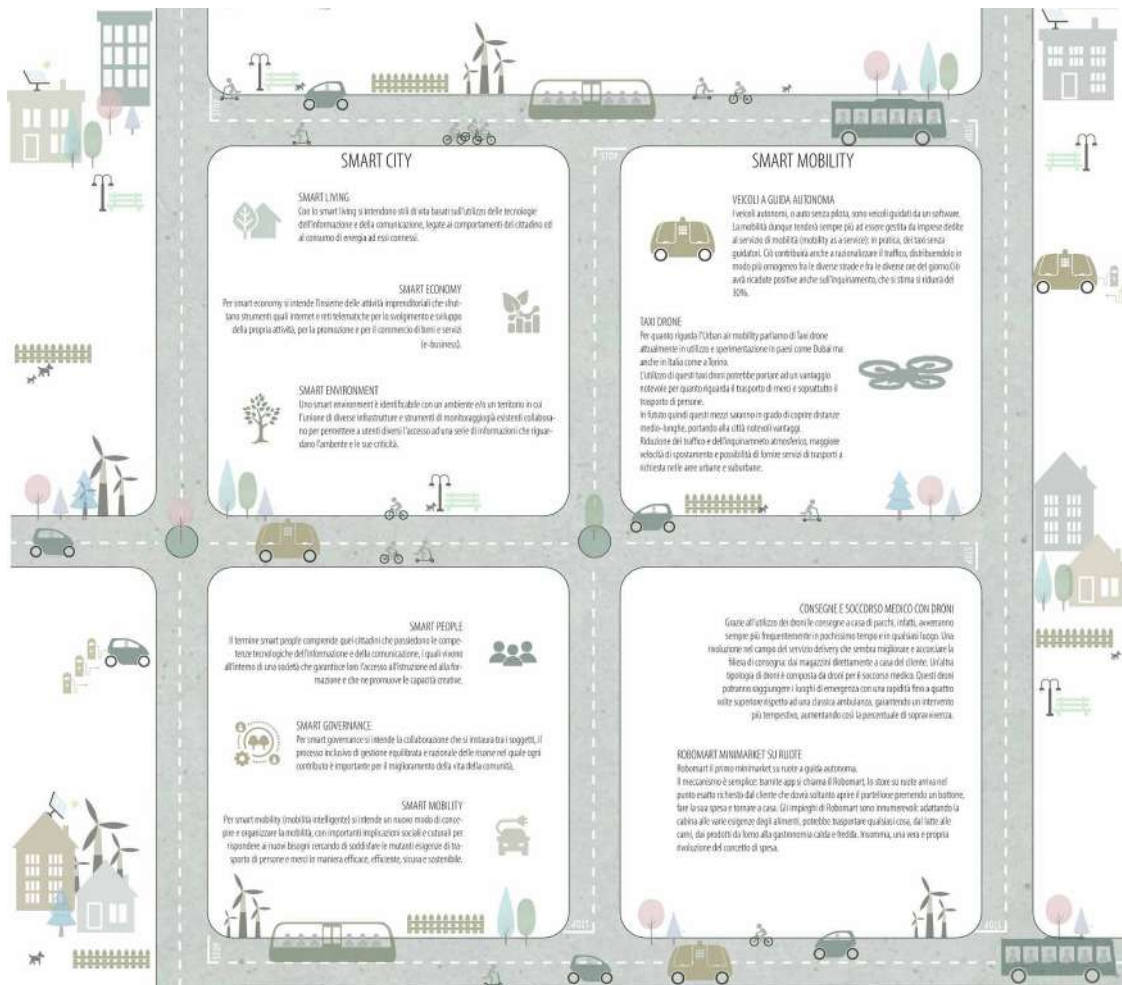 SMART CITY
SMART LIVING
Con lo smart living si intendono stili di vita basati sull'utilizzo delle tecnologie
dell'informazione e della comunicazione, legate ai comportamenti del cittadino ed
al consumo di energia ad essi connessi.
SMART ECONOMY
Per smart economy si intende l'insieme delle attività imprenditoriali che sfrut-
tano strumenti quali internet e reti telematiche per lo svolgimento e sviluppo
della propria attività, per la promozione e per il commercio di beni e servizi
(e-business).
SMART ENVIRONMENT
Uno smart environment è identificabile con un ambiente e/o un territorio in cui
l'unione di diverse infrastrutture e strumenti di monitoraggiogià esistenti collabora-
no per permettere a utenti diversi l'accesso ad una serie di informazioni che riguar-
dano l'ambente e le sue criticità.
SMART MOBILITY
VEICOLI A GUIDA AUTONOMA
I veicoli autonomi, o auto senza pilota, sono veicoli guidati da un software.
La mobilità dunque tenderà sempre più ad essere gestita da imprese dedite
al servizio di mobilità (mobility as a service): in pratica, dei taxi senza
guidatori. Ciò contribuirà anche a razionalizzare il traffico, distribuendolo in
modo più omogeneo fra le diverse strade e fra le diverse ore del giorno.Ciò
avrà ricadute positive anche sull'inquinamento, che si stima si ridurrà del
30%.
TAXI DRONE
Per quanto riguarda l'Urban air mobility parliamo di Taxi drone
attualmente in utilizzo e sperimentazione in paesi come Dubai ma
anche in Italia come a Torino.
L'utilizzo di questi taxi droni potrebbe portare ad un vantaggio
notevole per quanto riguarda il trasporto di merci e soprattutto il
trasporto di persone.
In futuro quindi questi mezzi saranno in grado di coprire distanze
medio-lunghe, portando alla città notevoli vantaggi.
Riduzione del traffico e dell'inquinamneto atmosferico, maggiore
velocità di spostamento e possibilità di fornire servizi di trasporti a
richiesta nelle aree urbane e suburbane.
SMART PEOPLE
Il termine smart people comprende quei cittadini che possiedono le compe-
tenze tecnologiche dell'informazione e della comunicazione, i quali vivono
all'interno di una società che garantisce loro l'accesso all'istruzione ed alla for-
mazione e che ne promuove le capacità creative.
SMART GOVERNANCE
Per smart governance si intende la collaborazione che si instaura tra i soggetti, il
processo inclusivo di gestione equilibrata e razionale delle risorse nel quale ogni
contributo è importante per il miglioramento della vita della comunità.
SMART MOBILITY
Per smart mobility (mobilità intelligente) si intende un nuovo modo di conce-
pire e organizzare la mobilità, con importanti implicazioni sociali e cuturali per
rispondere ai nuovi bisogni cercando di soddisfare le mutanti esigenze di tra-
sporto di persone e merci in maniera efficace, efficiente, sicura e sostenibile.
CONSEGNE E SOCCORSO MEDICO CON DRONI
Grazie all'utilizzo dei droni le consegne a casa di pacchi, infatti, avverranno
sempre più frequentemente in pochissimo tempo e in qualsiasi luogo. Una
rivoluzione nel campo del servizio delivery che sembra migliorare e accorciare la
filiera di consegna: dai magazzini direttamente a casa del cliente. Un'altra
tipologia di droni è composta da droni per il soccorso medico. Questi droni
potranno raggiungere i luoghi di emergenza con una rapidità fino a quattro
volte superiore rispetto ad una classica ambulanza, garantendo un intervento
più tempestivo, aumentando così la percentuale di sopravvivenza.
ROBOMART MINIMARKET SU RUOTE
Robomart il primo minimarket su ruote a guida autonoma.
Il meccanismo è semplice: tramite app si chiama il Robomart, lo store su ruote arriva nel
punto esatto richiesto dal cliente che dovrà soltanto aprire il portellone premendo un bottone,
fare la sua spesa e tornare a casa. Gli impieghi di Robomart sono innumerevoli: adattando la
cabina alle varie esigenze degli alimenti, potrebbe trasportare qualsiasi cosa, dal latte alle
carni, dai prodotti da forno alla gastronomia calda e fredda. Insomma, una vera e propria
rivoluzione del concetto di spesa.
STOP
STOP
STOP
STOP
STOP
STOP
STOP